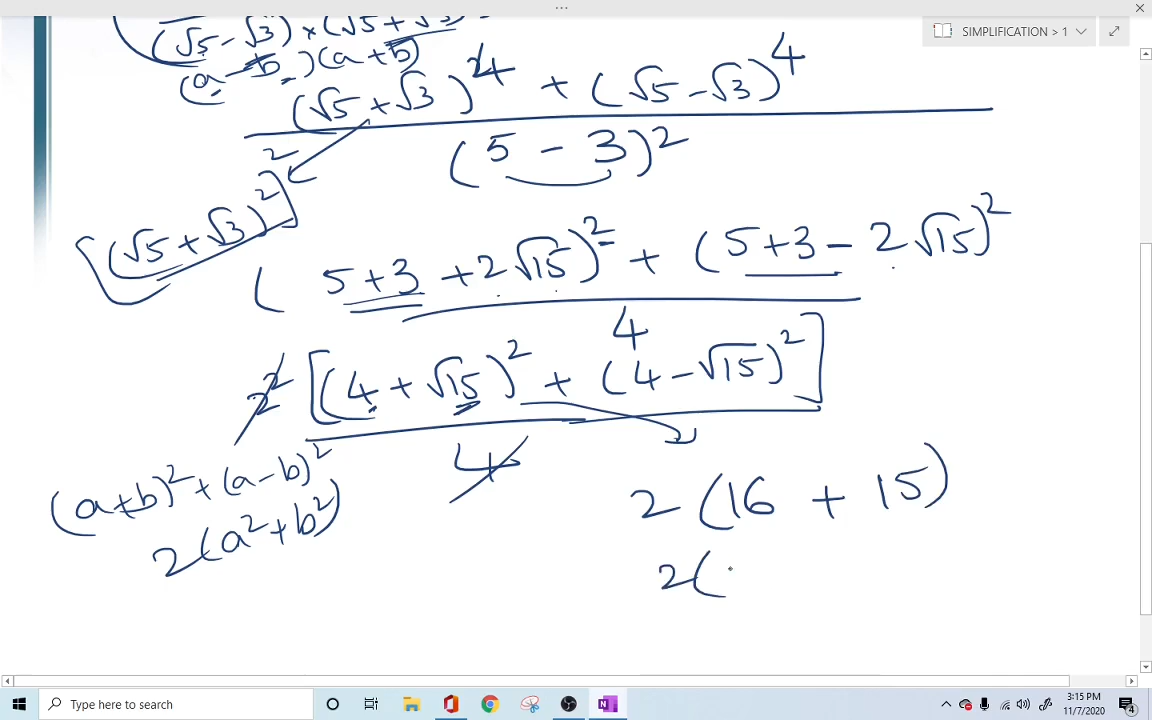 SIMPLIFICATION > 1
(√5 - √3) × (√5 + √3)
(a - b)(a+b)
(√5 + √3)⁴ + (√5 - √3)⁴
(5 - 3)²
[(√5 + √3)²]²
(5+3 + 2√15)² + (5+3 - 2√15)²
4
2² [(4 + √15)² + (4 - √15)²]
4
(a+b)² + (a-b)²
2(a² + b²)
2 (16 + 15)
2(
Type here to search
3:15 PM
11/7/2020
4